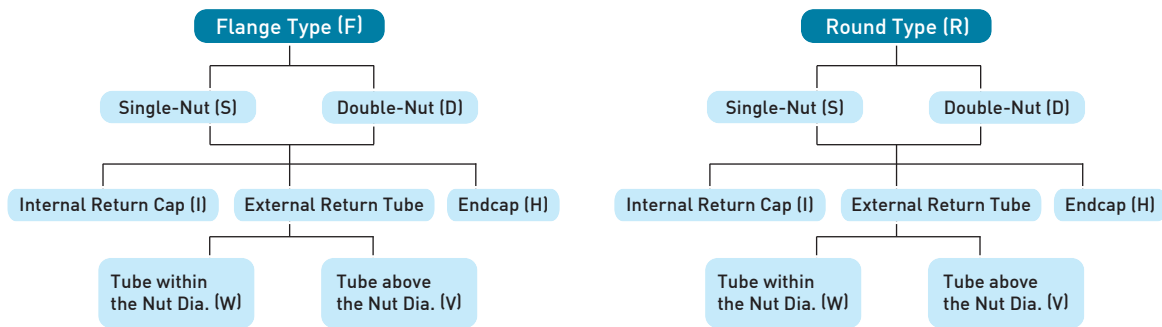 Flange Type (F)
Single-Nut (S)
Double-Nut (D)
Internal Return Cap (I)
External Return Tube
Endcap (H)
Tube within
the Nut Dia. (W)
Tube above
the Nut Dia. (V)
Round Type (R)
Single-Nut (S)
Double-Nut (D)
Internal Return Cap (I)
External Return Tube
Endcap (H)
Tube within
the Nut Dia. (W)
Tube above
the Nut Dia. (V)